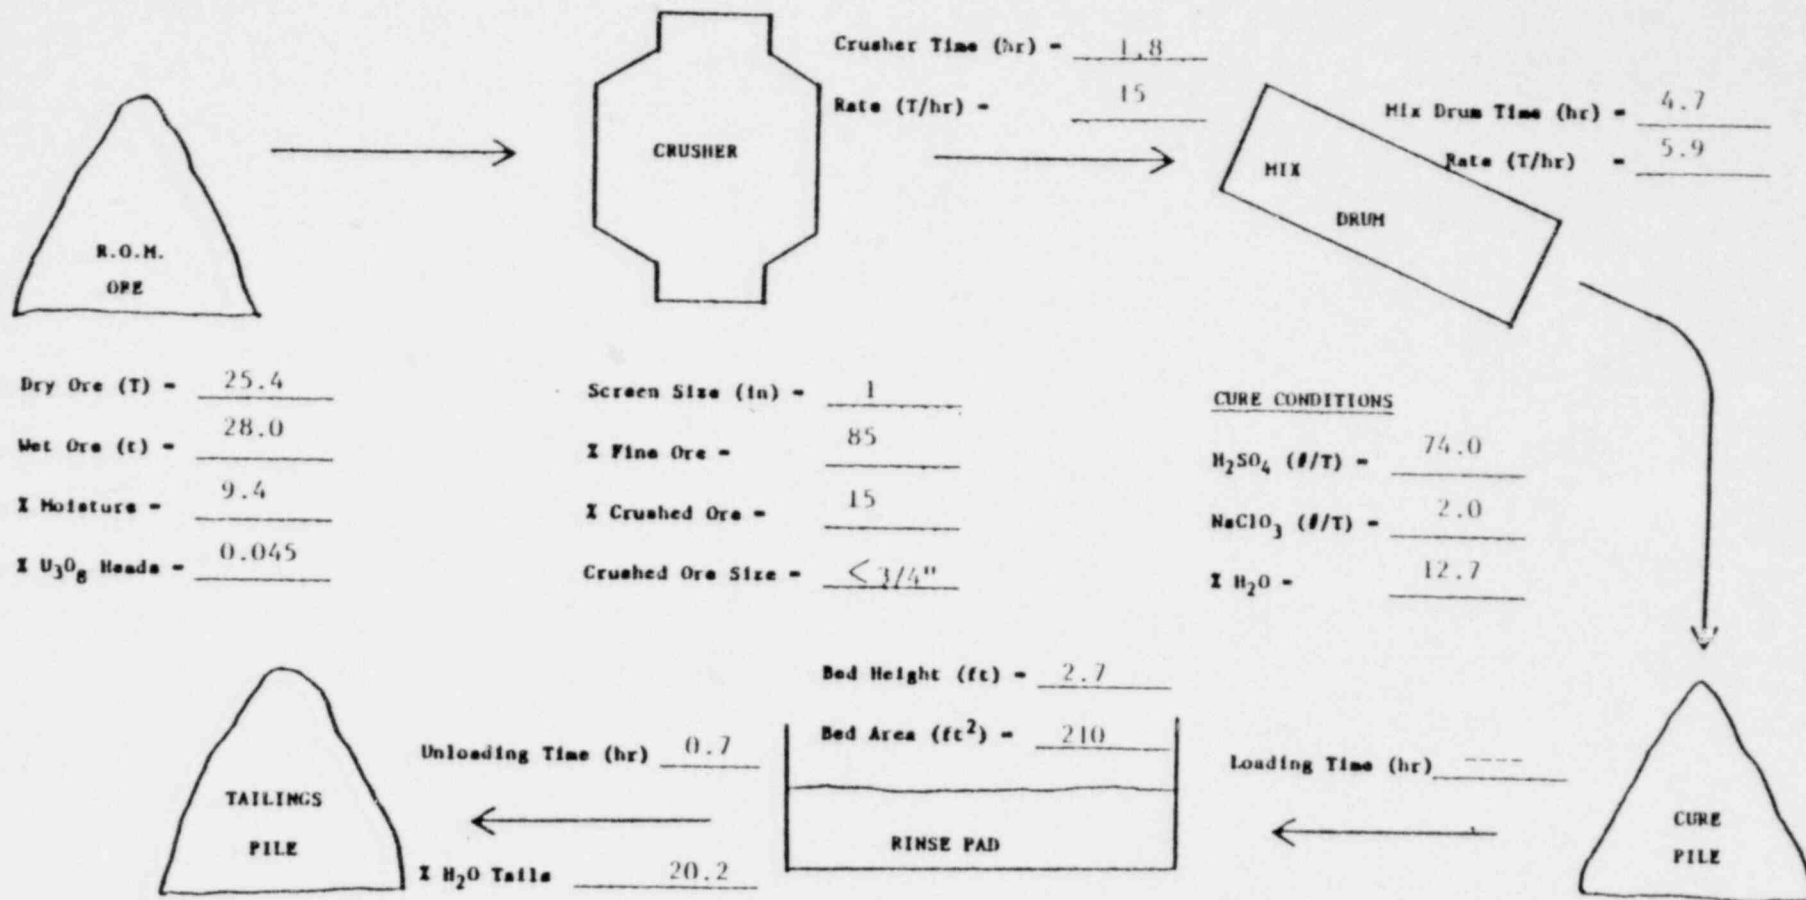 Crusher Time (hr) - 1.8
Rate (T/hr) - 15
Mix Drum Time (hr) - 4.7
Rate (T/hr) - 5.9
R.O.M.
ORE
CRUSHER
MIX
DRUM
Dry Ore (T) - 25.4
Wet Ore (t) - 28.0
% Moisture - 9.4
% U₃O₈ Heads - 0.045
Screen Size (in) - 1
% Fine Ore - 85
% Crushed Ore - 15
Crushed Ore Size - <3/4"
CURE CONDITIONS
H₂SO₄ (#/T) - 74.0
NaClO₃ (#/T) - 2.0
% H₂O - 12.7
Bed Height (ft) - 2.7
Bed Area (ft²) - 210
Unloading Time (hr) 0.7
Loading Time (hr) ----
TAILINGS
PILE
RINSE PAD
CURE
PILE
% H₂O Tails 20.2